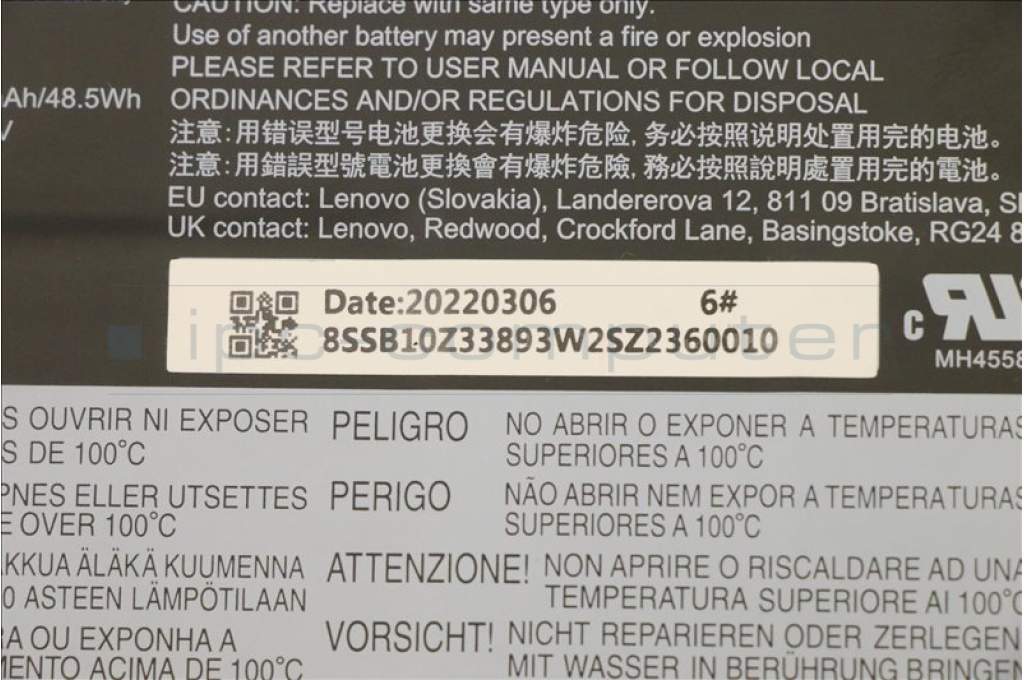 CAUTION: Replace with same type only.
Use of another battery may present a fire or explosion
PLEASE REFER TO USER MANUAL OR FOLLOW LOCAL
Ah/48.5Wh
ORDINANCES AND/OR REGULATIONS FOR DISPOSAL
注意:用错误型号电池更换会有爆炸危险,务必按照说明处置用完的电池。
注意:用錯誤型號電池更換會有爆炸危險,務必按照說明處置用完的電池。
EU contact: Lenovo (Slovakia), Landererova 12, 811 09 Bratislava,
UK contact: Lenovo, Redwood, Crockford Lane, Basingstoke, RG24 8
Date:20220306 6#
8SSB10Z33893W2SZ2360010
ipc-computer
c
MH4558
S OUVRIR NI EXPOSER
S DE 100°C
PELIGRO
NO ABRIR O EXPONER A TEMPERATURAS
SUPERIORES A 100°C
PNES ELLER UTSETTES
E OVER 100°C
PERIGO
NÃO ABRIR NEM EXPOR A TEMPERATURAS
SUPERIORES A 100°C
AKKUA ÄLÄKÄ KUUMENNA
0 ASTEEN LÄMPÖTILAAN
ATTENZIONE!
NON APRIRE O RISCALDARE AD UNA
TEMPERATURA SUPERIORE AI 100°C
RA OU EXPONHA A
MENTO ACIMA DE 100°C
VORSICHT!
NICHT REPARIEREN ODER ZERLEGEN
MIT WASSER IN BERÜHRUNG BRINGEN